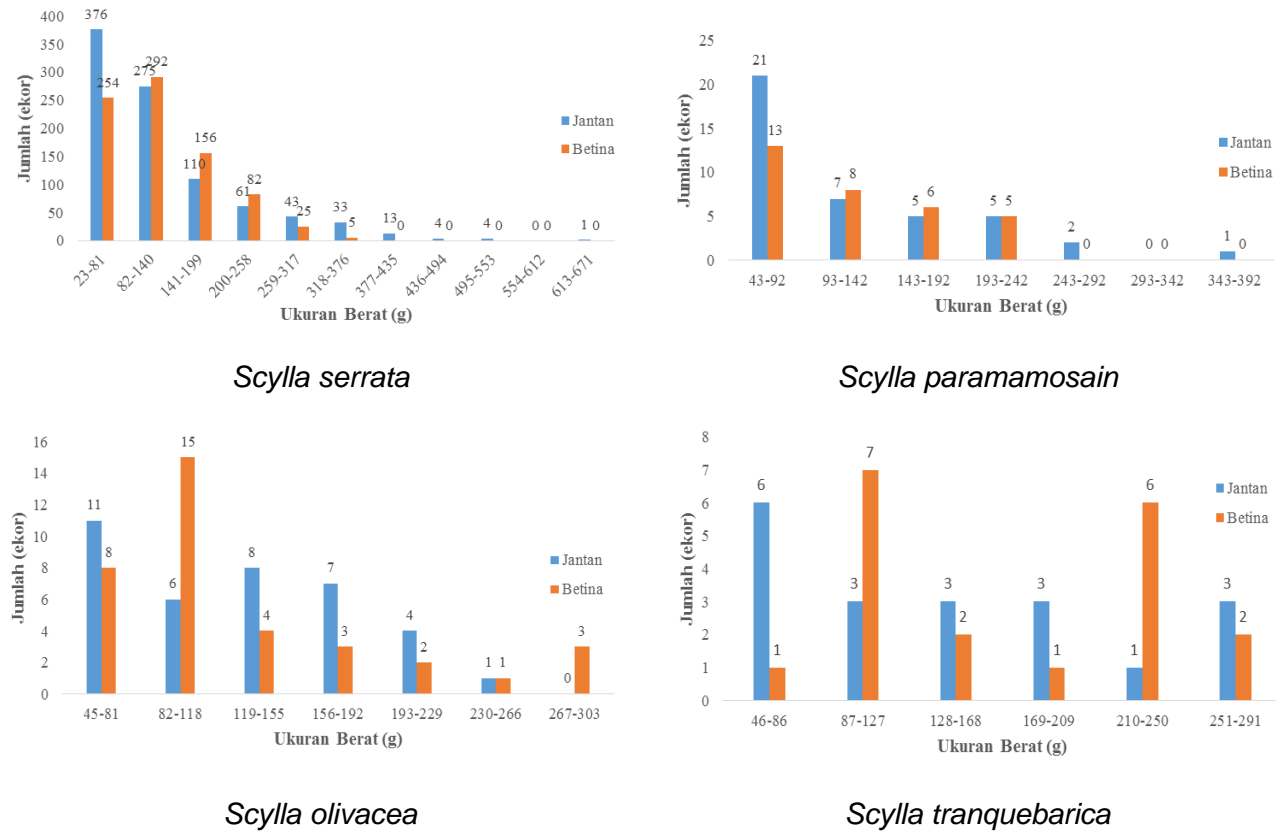 400
350
300
250
200
150
100
50
0
Jumlah (ekor)
376 254
275 292
110 156
61 82
43 25
33 5
13 0
4 0
4 0
0 0
1 0
Jantan
Betina
23-81 82-140 141-199 200-258 259-317 318-376 377-435 436-494 495-553 554-612 613-671
Ukuran Berat (g)
Scylla serrata
25
20
15
10
5
0
Jumlah (ekor)
21 13
7 8
5 6
5 5
2 0
0 0
1 0
Jantan
Betina
43-92 93-142 143-192 193-242 243-292 293-342 343-392
Ukuran Berat (g)
Scylla paramamosain
16
14
12
10
8
6
4
2
0
Jumlah (ekor)
11 8
6 15
8 4
7 3
4 2
1 1
0 3
Jantan
Betina
45-81 82-118 119-155 156-192 193-229 230-266 267-303
Ukuran Berat (g)
Scylla olivacea
8
7
6
5
4
3
2
1
0
Jumlah (ekor)
6 1
3 7
3 2
3 1
1 6
3 2
Jantan
Betina
46-86 87-127 128-168 169-209 210-250 251-291
Ukuran Berat (g)
Scylla tranquebarica